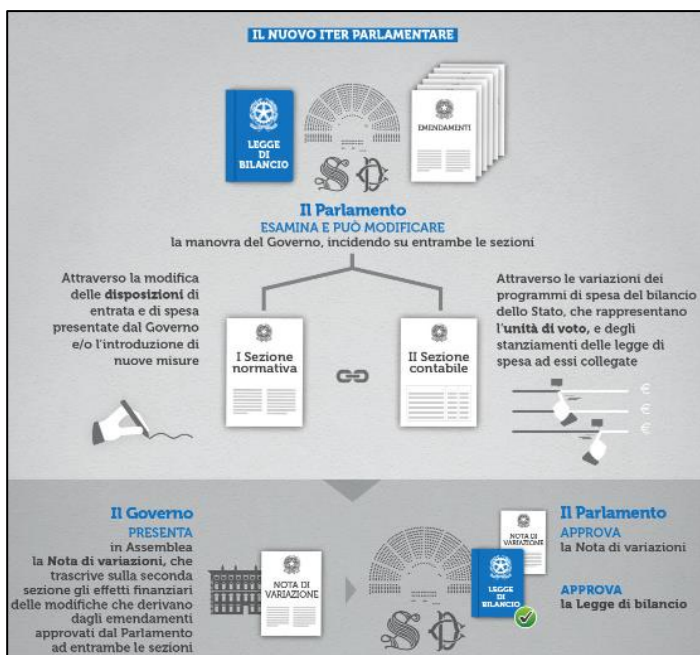 IL NUOVO ITER PARLAMENTARE
LEGGE
DI
BILANCIO
EMENDAMENTI
Il Parlamento
ESAMINA E PUÒ MODIFICARE
la manovra del Governo, incidendo su entrambe le sezioni
Attraverso la modifica
delle disposizioni di
entrata e di spesa
presentate dal Governo
e/o l'introduzione di
nuove misure
I Sezione
normativa
II Sezione
contabile
Attraverso le variazioni dei
programmi di spesa del bilancio
dello Stato, che rappresentano
l'unità di voto, e degli
stanziamenti delle legge di
spesa ad essi collegate
€
€
€
Il Governo
PRESENTA
in Assemblea
la Nota di variazioni, che
trascrive sulla seconda
sezione gli effetti finanziari
delle modifiche che derivano
dagli emendamenti
approvati dal Parlamento
ad entrambe le sezioni
NOTA DI
VARIAZIONE
NOTA DI
VARIAZIONE
LEGGE
DI
BILANCIO
Il Parlamento
APPROVA
la Nota di variazioni
APPROVA
la Legge di bilancio